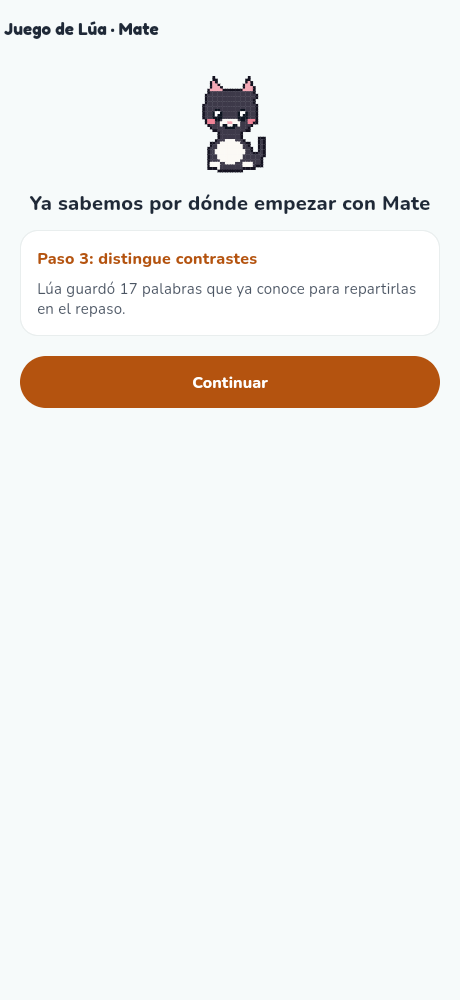 Juego de Lúa · Mate
Ya sabemos por dónde empezar con Mate
Paso 3: distingue contrastes
Lúa guardó 17 palabras que ya conoce para repartirlas
en el repaso.
Continuar